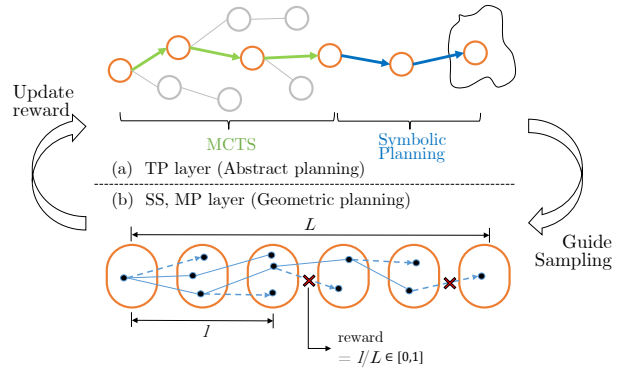 Update
reward
MCTS
Symbolic
Planning
(a) TP layer (Abstract planning)
(b) SS, MP layer (Geometric planning)
L
Guide
Sampling
l
reward
= l/L ∈ [0,1]